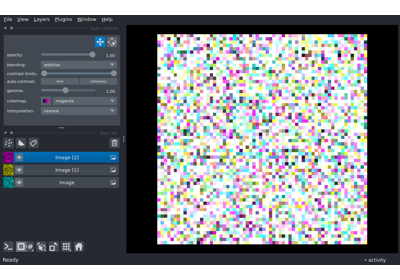 File View Layers Plugins Window Help
opacity: 1.00
blending: additive
contrast limits:
auto-contrast: once continuous
gamma: 1.00
colormap: magenta
interpolation: nearest
Image [2]
Image [1]
Image
Ready activity